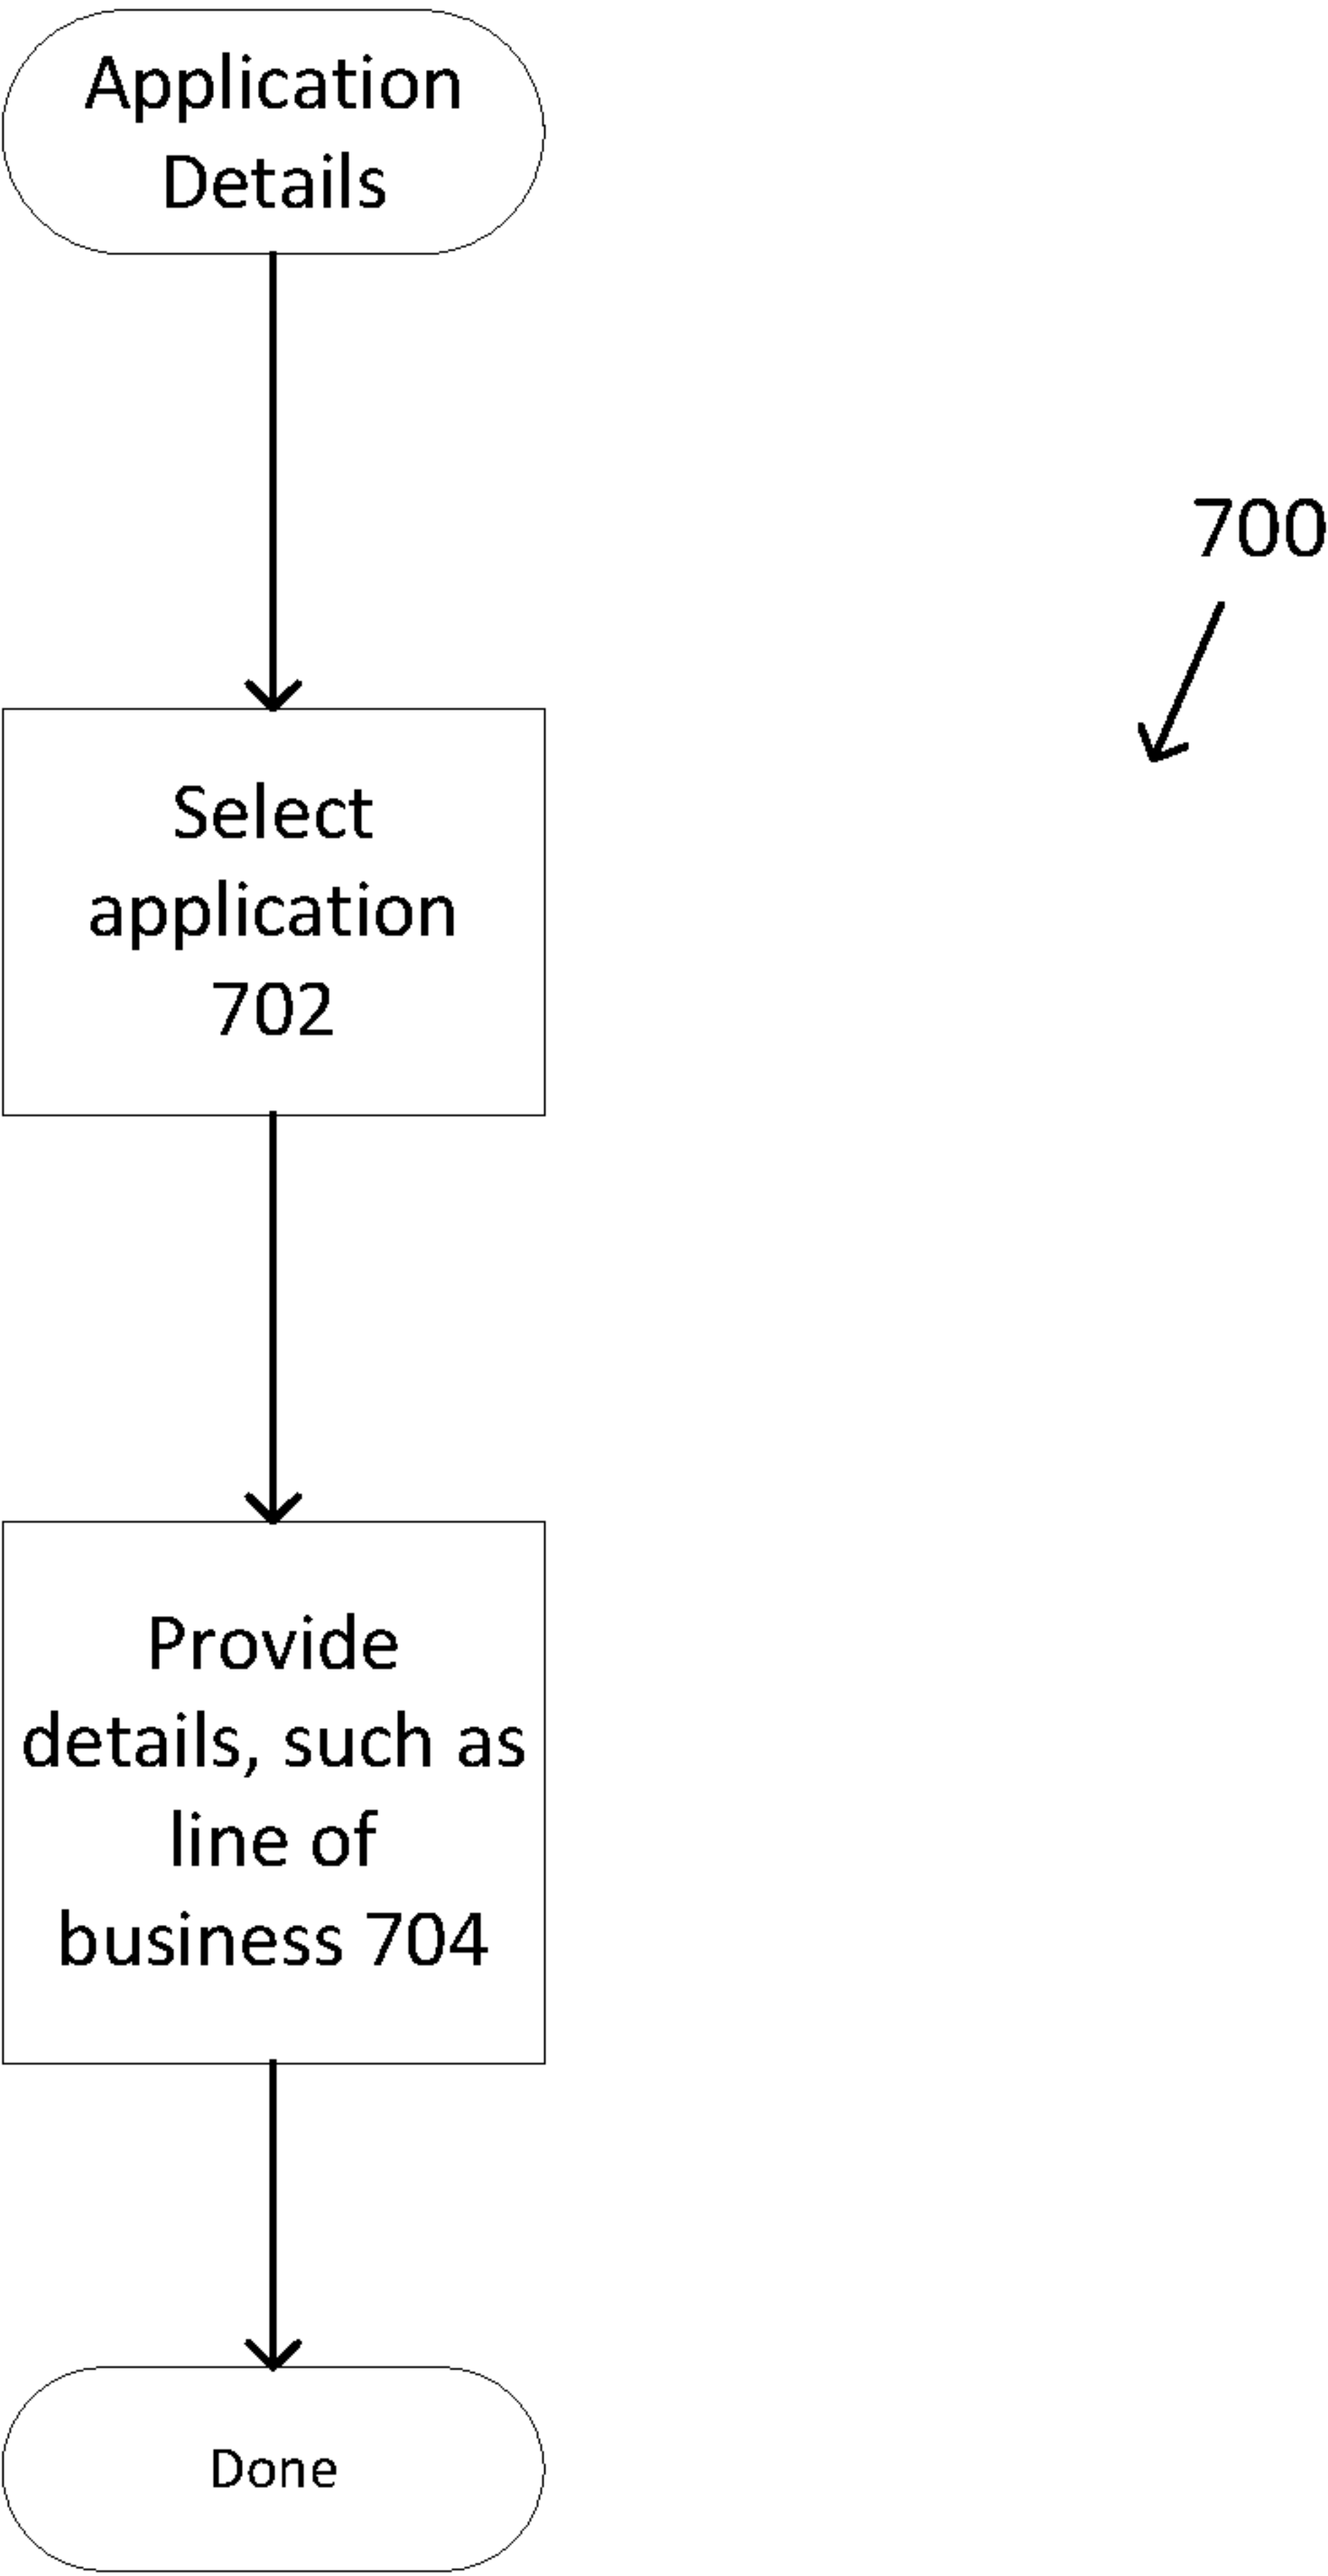 Application
Details
700
Select
application
702
Provide
details, such as
line of
business 704
Done